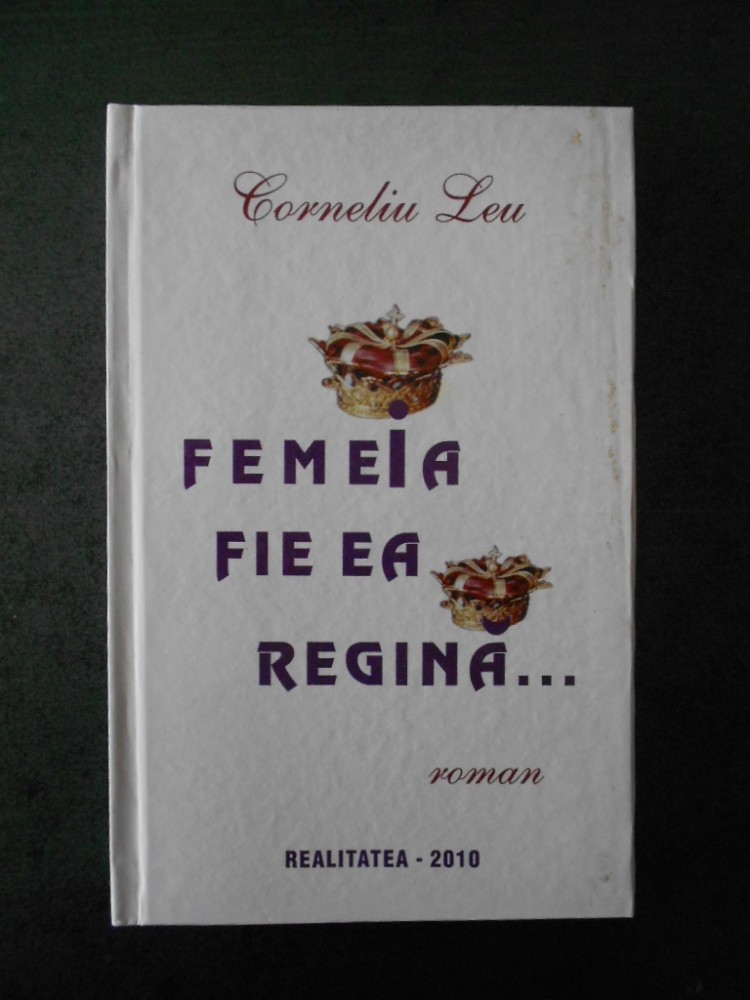 Corneliu Leu
FEMEIA
FIE EA
REGINĂ...
roman
REALITATEA - 2010